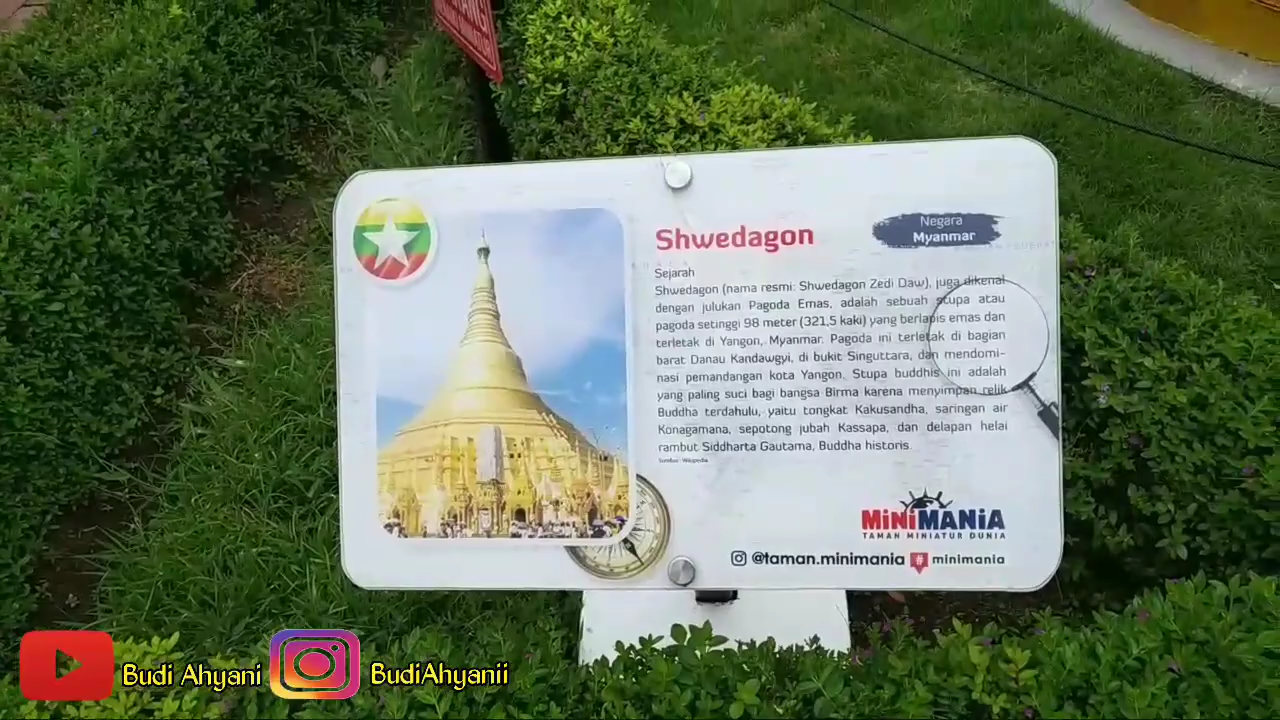 Shwedagon
Negara
Myanmar
Sejarah
Shwedagon (nama resmi: Shwedagon Zedi Daw), juga dikenal
dengan julukan Pagoda Emas, adalah sebuah stupa atau
pagoda setinggi 98 meter (321,5 kaki) yang berlapis emas dan
terletak di Yangon, Myanmar. Pagoda ini terletak di bagian
barat Danau Kandawgyi, di bukit Singuttara, dan mendomi-
nasi pemandangan kota Yangon. Stupa buddhis ini adalah
yang paling suci bagi bangsa Birma karena menyimpan relik
Buddha terdahulu, yaitu tongkat Kakusandha, saringan air
Konagamana, sepotong jubah Kassapa, dan delapan helai
rambut Siddharta Gautama, Buddha historis.
Sumber: Wikipedia
MiNiMANiA
TAMAN MINIATUR DUNIA
@taman.minimania # minimania
Budi Ahyani BudiAhyanii